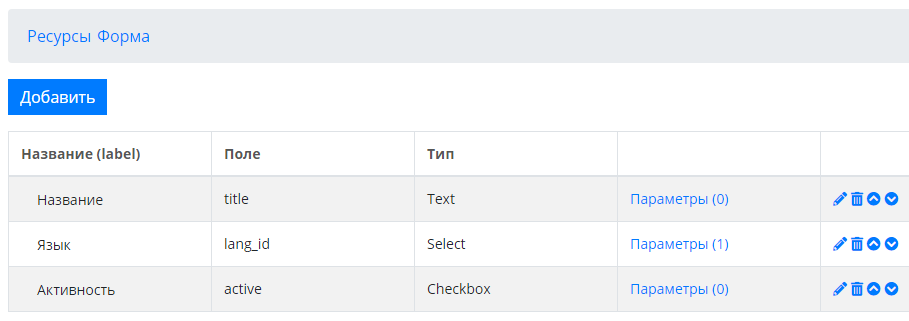 Ресурсы Форма
Добавить
Название (label) Поле Тип
Название title Text Параметры (0)
Язык lang_id Select Параметры (1)
Активность active Checkbox Параметры (0)